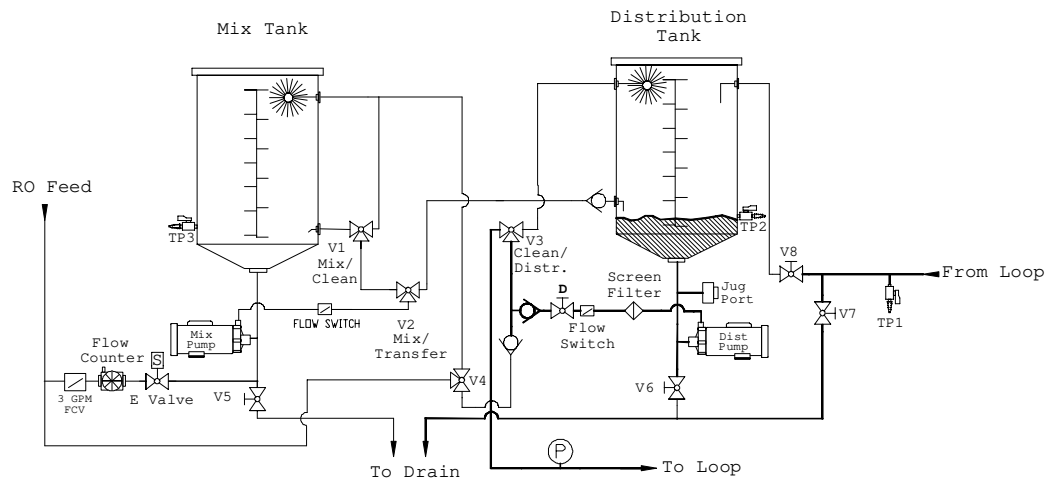 Mix Tank
Distribution
Tank
RO Feed
TP3
V1
Mix/
Clean
V3
Clean/
Distr.
TP2
V8
From Loop
Screen
Filter
Jug
Port
D
TP1
V7
FLOW SWITCH
V2
Mix/
Transfer
Flow
Switch
Mix
Pump
Dist
Pump
Flow
Counter
S
3 GPM
FCV
E Valve
V5
V4
V6
To Drain
P
To Loop